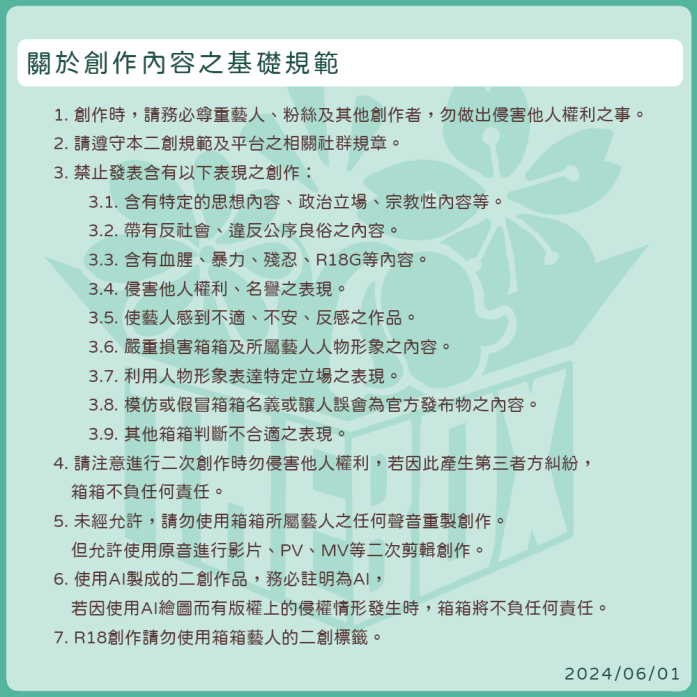 關於創作內容之基礎規範
1. 創作時，請務必尊重藝人、粉絲及其他創作者，勿做出侵害他人權利之事。
2. 請遵守本二創規範及平台之相關社群規章。
3. 禁止發表含有以下表現之創作：
3.1. 含有特定的思想內容、政治立場、宗教性內容等。
3.2. 帶有反社會、違反公序良俗之內容。
3.3. 含有血腥、暴力、殘忍、R18G等內容。
3.4. 侵害他人權利、名譽之表現。
3.5. 使藝人感到不適、不安、反感之作品。
3.6. 嚴重損害箱箱及所屬藝人人物形象之內容。
3.7. 利用人物形象表達特定立場之表現。
3.8. 模仿或假冒箱箱名義或讓人誤會為官方發布物之內容。
3.9. 其他箱箱判斷不合適之表現。
4. 請注意進行二次創作時勿侵害他人權利，若因此產生第三者方糾紛，
箱箱不負任何責任。
5. 未經允許，請勿使用箱箱所屬藝人之任何聲音重製創作。
但允許使用原音進行影片、PV、MV等二次剪輯創作。
6. 使用AI製成的二創作品，務必註明為AI，
若因使用AI繪圖而有版權上的侵權情形發生時，箱箱將不負任何責任。
7. R18創作請勿使用箱箱藝人的二創標籤。
THEBOX
2024/06/01